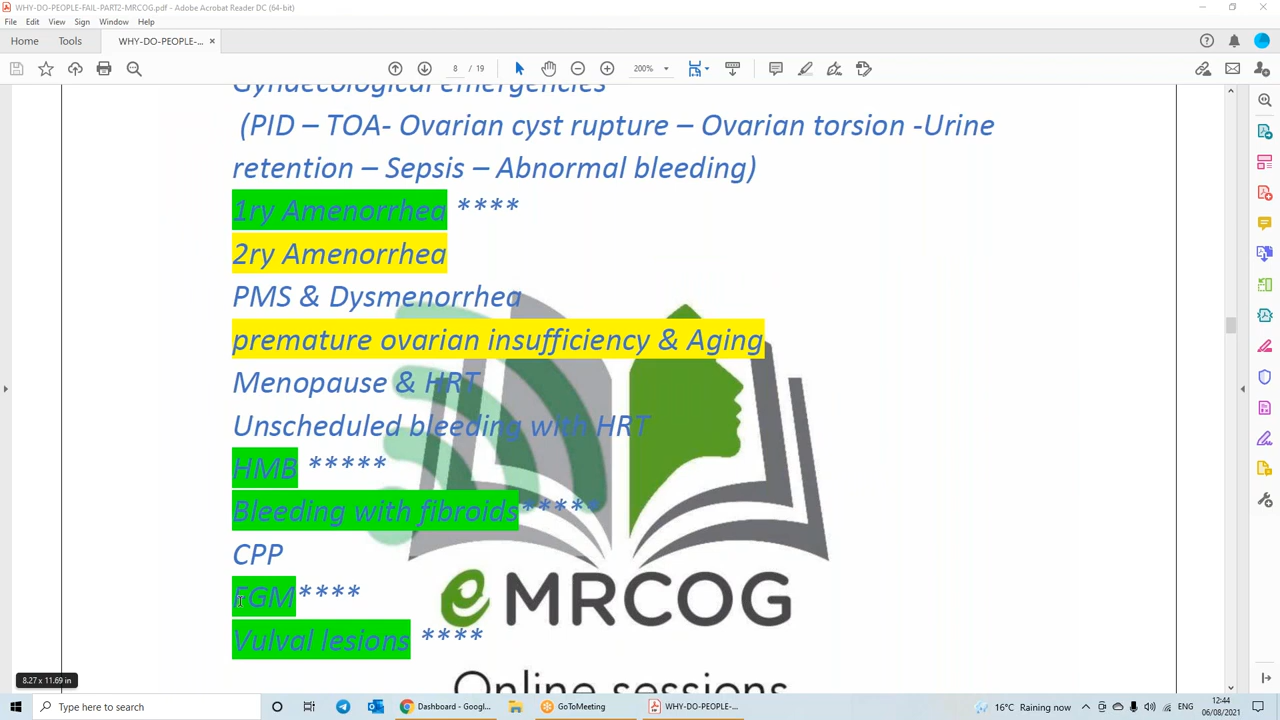 WHY-DO-PEOPLE-FAIL-PART2-MRCOG.pdf - Adobe Acrobat Reader DC (64-bit)
File Edit View Sign Window Help
Home Tools WHY-DO-PEOPLE-... ×
8 / 19 200%
Gynaecological emergencies
(PID – TOA- Ovarian cyst rupture – Ovarian torsion -Urine
retention – Sepsis – Abnormal bleeding)
1ry Amenorrhea ****
2ry Amenorrhea
PMS & Dysmenorrhea
premature ovarian insufficiency & Aging
Menopause & HRT
Unscheduled bleeding with HRT
HMB *****
Bleeding with fibroids*****
CPP
FGM****
Vulval lesions ****
eMRCOG
Online sessions
8.27 x 11.69 in
Type here to search
Dashboard - Googl...
GoToMeeting
WHY-DO-PEOPLE-...
16°C Raining now
12:44
06/08/2021